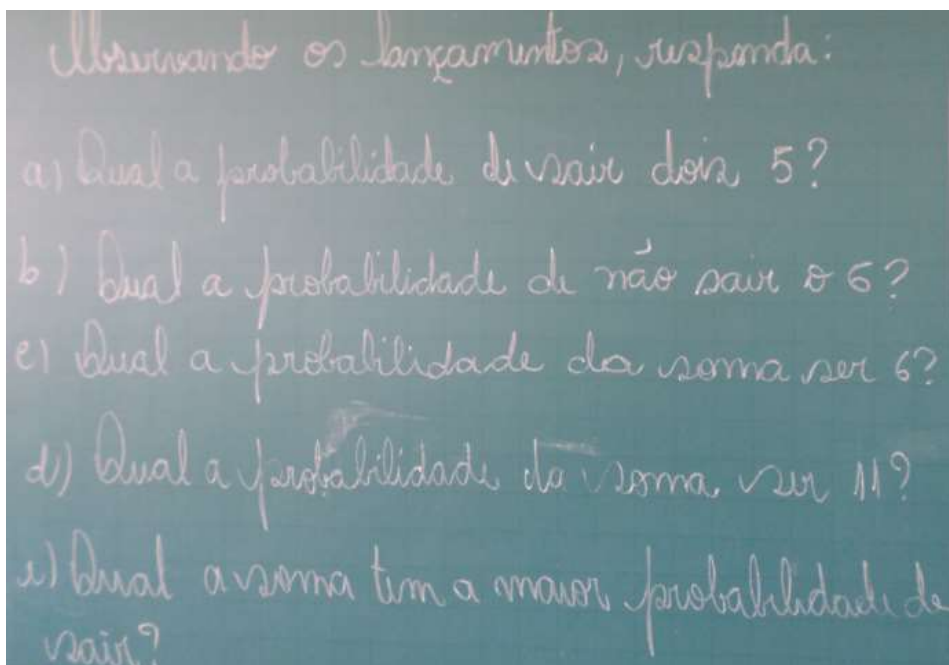 Observando os lançamentos, responda:
a) Qual a probabilidade de sair dois 5?
b) Qual a probabilidade de não sair o 6?
c) Qual a probabilidade da soma ser 6?
d) Qual a probabilidade da soma ser 11?
e) Qual a soma tem a maior probabilidade de
sair?